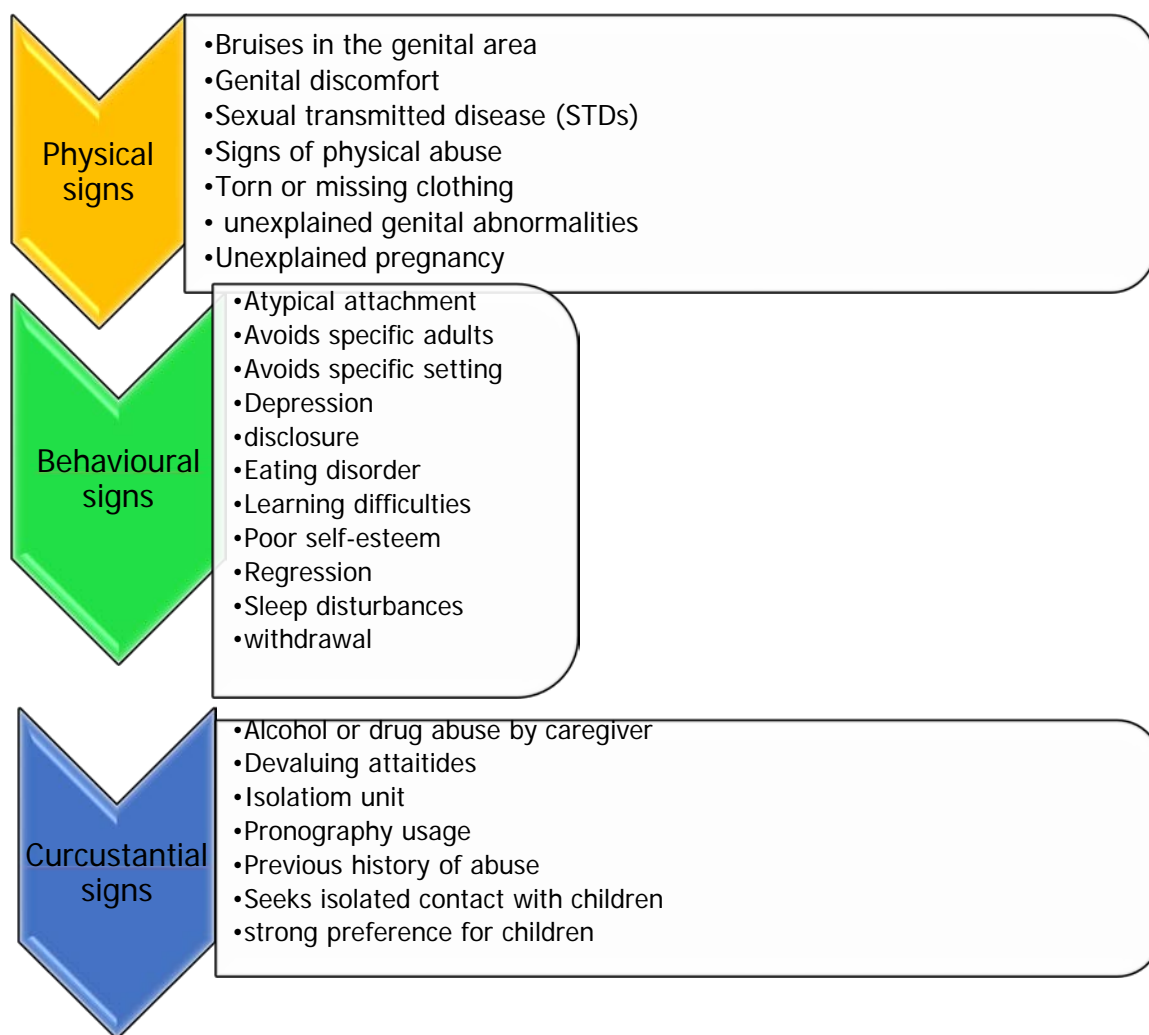 Physical
signs
•Bruises in the genital area
•Genital discomfort
•Sexual transmitted disease (STDs)
•Signs of physical abuse
•Torn or missing clothing
• unexplained genital abnormalities
•Unexplained pregnancy
Behavioural
signs
•Atypical attachment
•Avoids specific adults
•Avoids specific setting
•Depression
•disclosure
•Eating disorder
•Learning difficulties
•Poor self-esteem
•Regression
•Sleep disturbances
•withdrawal
Curcustantial
signs
•Alcohol or drug abuse by caregiver
•Devaluing attaitides
•Isolatiom unit
•Pronography usage
•Previous history of abuse
•Seeks isolated contact with children
•strong preference for children